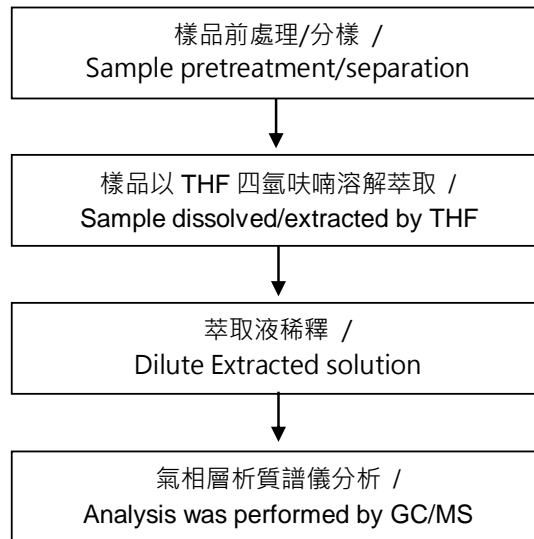 樣品前處理/分樣 /
Sample pretreatment/separation
樣品以 THF 四氫呋喃溶解萃取 /
Sample dissolved/extracted by THF
萃取液稀釋 /
Dilute Extracted solution
氣相層析質譜儀分析 /
Analysis was performed by GC/MS